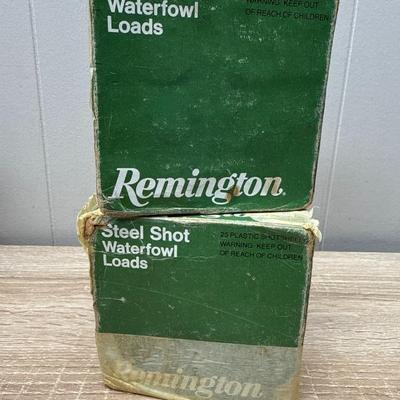 Waterfowl
Loads
WARNING: KEEP OUT
OF REACH OF CHILDREN
Remington®
Steel Shot
Waterfowl
Loads
25 PLASTIC SHOTSHELLS
WARNING: KEEP OUT
OF REACH OF CHILDREN
Remington